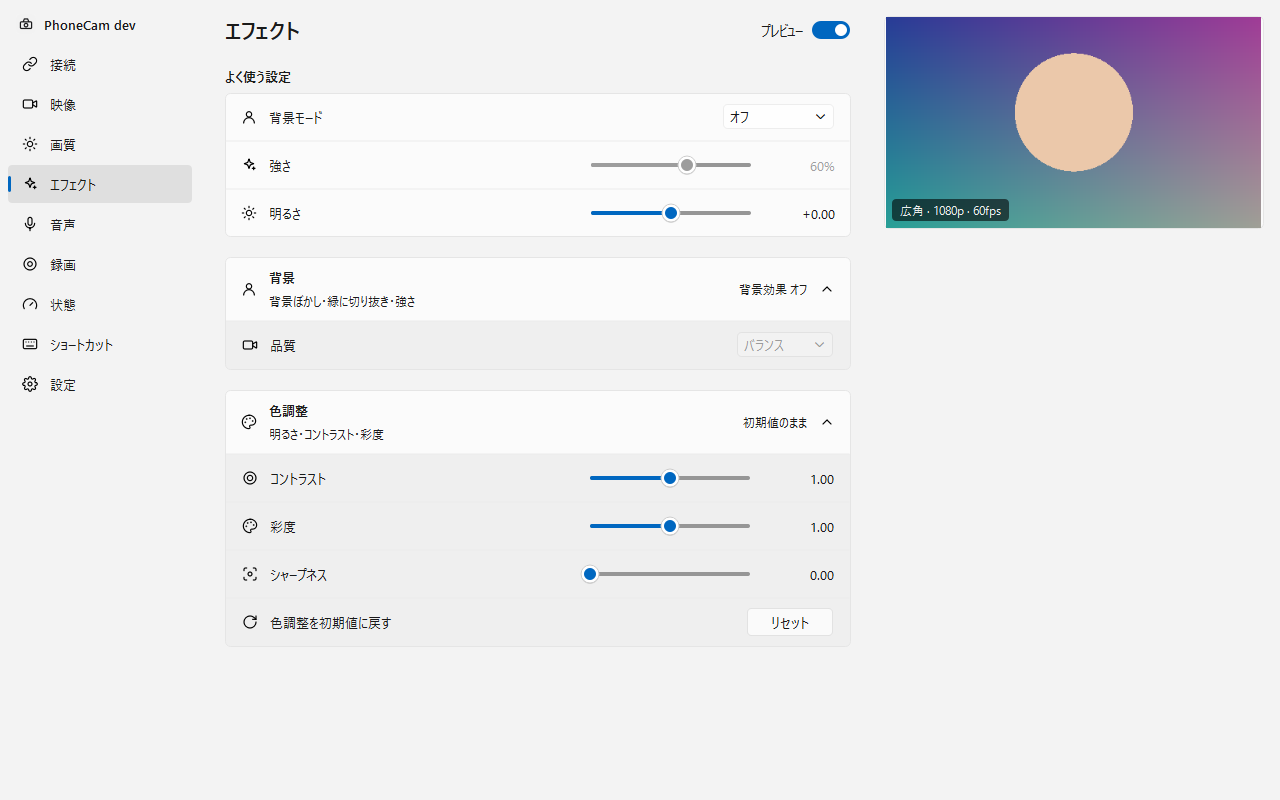 PhoneCam dev
接続
映像
画質
エフェクト
音声
録画
状態
ショートカット
設定
エフェクト
プレビュー
よく使う設定
背景モード
オフ
強さ
60%
明るさ
+0.00
背景
背景ぼかし・緑に切り抜き・強さ
背景効果 オフ
品質
バランス
色調整
明るさ・コントラスト・彩度
初期値のまま
コントラスト
1.00
彩度
1.00
シャープネス
0.00
色調整を初期値に戻す
リセット
広角 · 1080p · 60fps